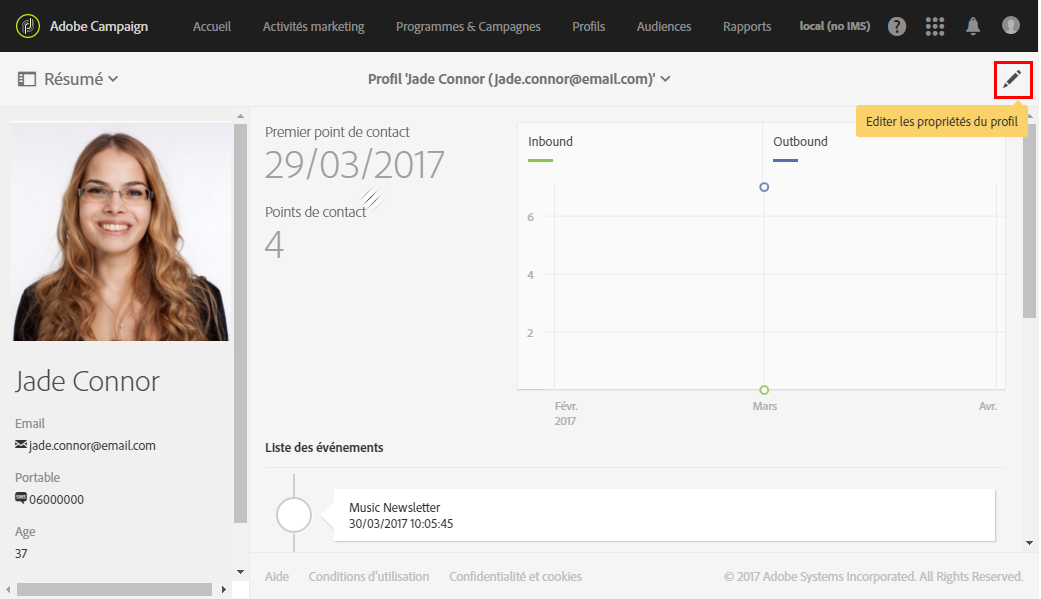 Adobe Campaign
Accueil
Activités marketing
Programmes & Campagnes
Profils
Audiences
Rapports
local (no IMS)
?
Résumé
Profil 'Jade Connor (jade.connor@email.com)'
Editer les propriétés du profil
Jade Connor
Email
jade.connor@email.com
Portable
SMS
06000000
Age
37
Premier point de contact
29/03/2017
Points de contact
4
Inbound
Outbound
6
4
2
Févr.
2017
Mars
Avr.
Liste des événements
Music Newsletter
30/03/2017 10:05:45
Aide
Conditions d'utilisation
Confidentialité et cookies
© 2017 Adobe Systems Incorporated. All Rights Reserved.